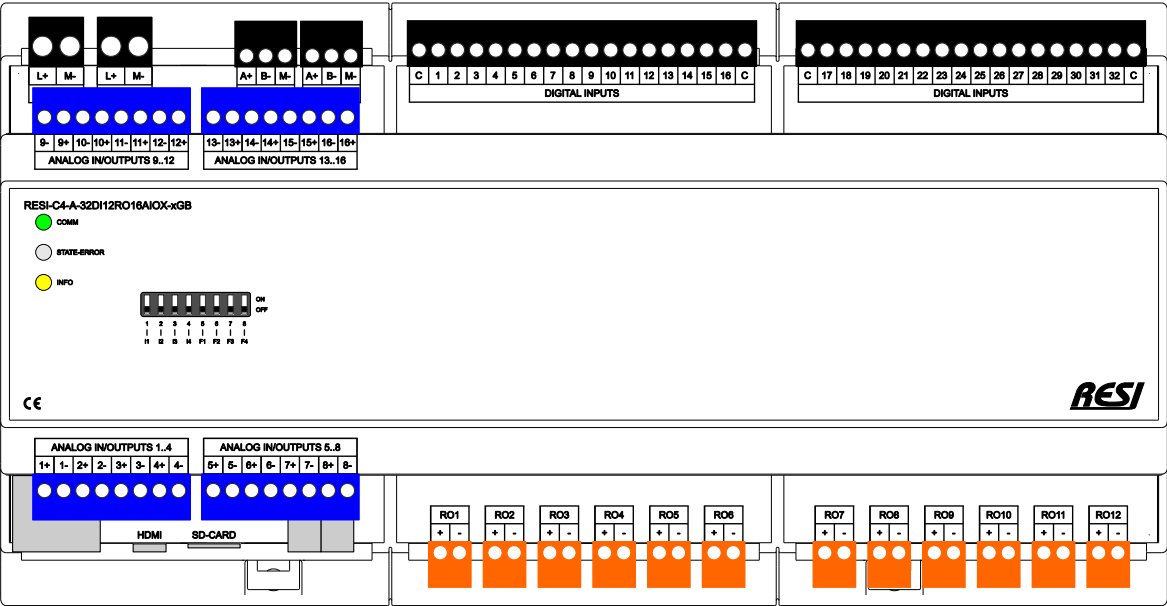 L+ M- L+ M- A+ B- M- A+ B- M- C 1 2 3 4 5 6 7 8 9 10 11 12 13 14 15 16 C C 17 18 19 20 21 22 23 24 25 26 27 28 29 30 31 32 C
DIGITAL INPUTS DIGITAL INPUTS
9- 9+ 10- 10+ 11- 11+ 12- 12+ 13- 13+ 14- 14+ 15- 15+ 16- 16+
ANALOG IN/OUTPUTS 9..12 ANALOG IN/OUTPUTS 13..16
RESI-C4-A-32DI12RO16AIOX-xGB
COMM
STATE-ERROR
INFO
ON
OFF
1 2 3 4 5 6 7 8
I1 I2 I3 I4 F1 F2 F3 F4
CE
RESI
ANALOG IN/OUTPUTS 1..4 ANALOG IN/OUTPUTS 5..8
1+ 1- 2+ 2- 3+ 3- 4+ 4- 5+ 5- 6+ 6- 7+ 7- 8+ 8-
RO1 RO2 RO3 RO4 RO5 RO6 RO7 RO8 RO9 RO10 RO11 RO12
+ - + - + - + - + - + - + - + - + - + - + - + -
HDMI SD-CARD